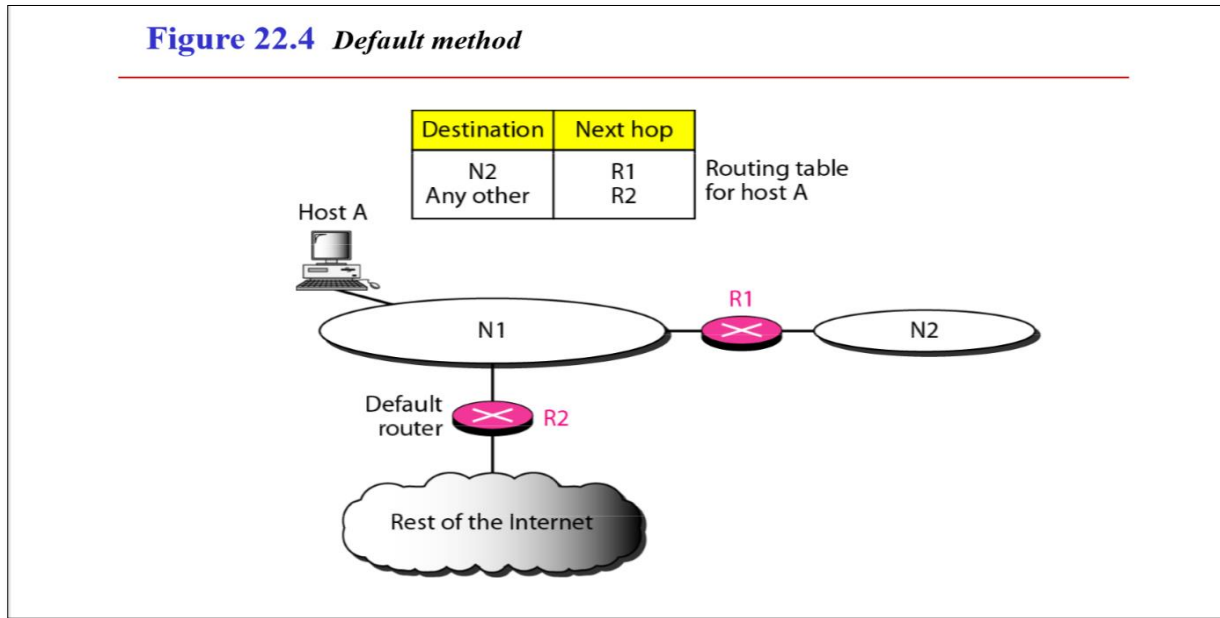 Figure 22.4 Default method
Destination Next hop
N2 R1
Any other R2
Routing table
for host A
Host A
R1
N1
N2
Default
router
R2
Rest of the Internet